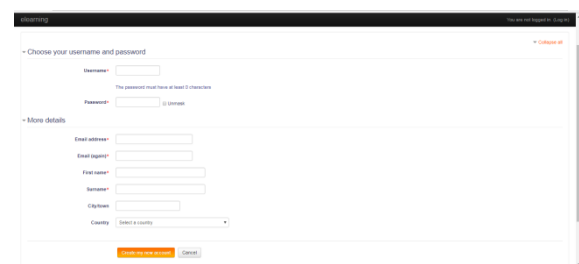 elearning
You are not logged in. (Log in)
Collapse all
Choose your username and password
Username*
The password must have at least 3 characters
Password*
Unmask
More details
Email address*
Email (again)*
First name*
Surname*
City/town
Country
Select a country
Create my new account
Cancel